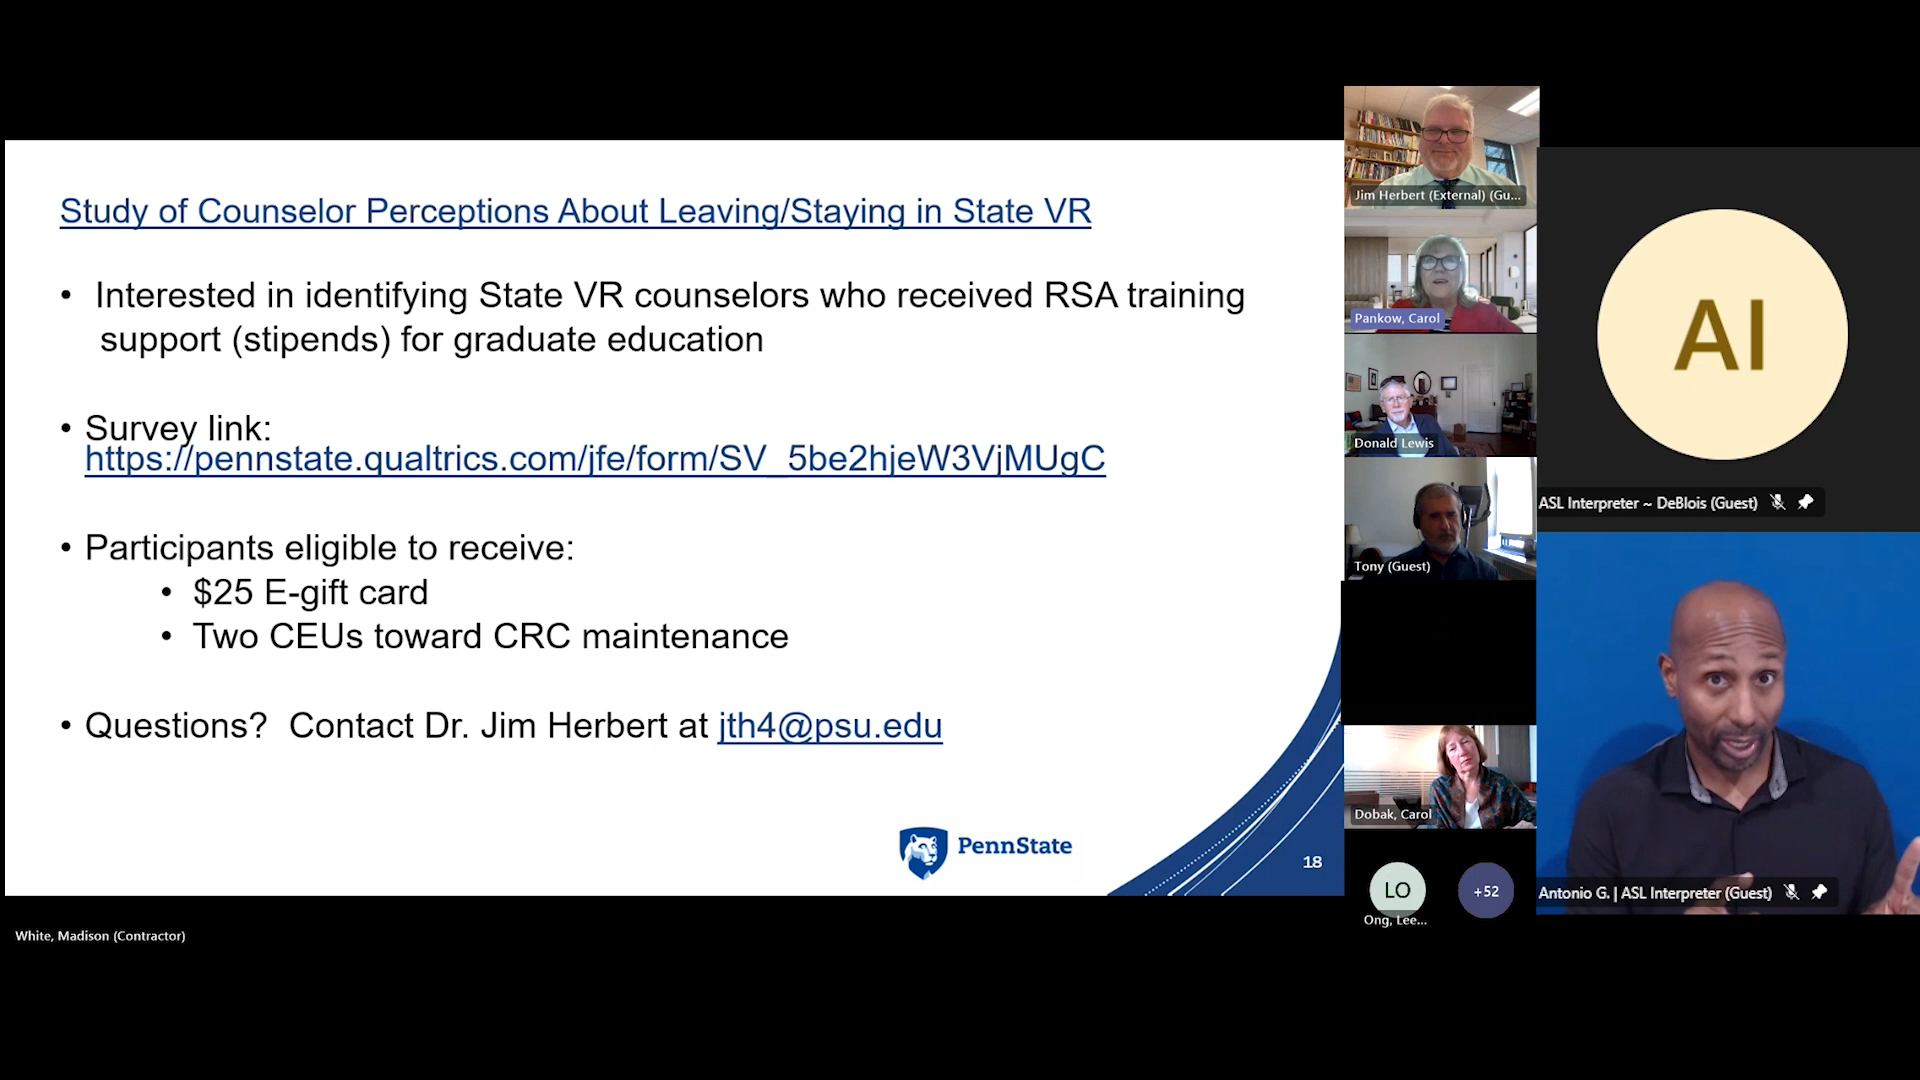 Study of Counselor Perceptions About Leaving/Staying in State VR
• Interested in identifying State VR counselors who received RSA training
support (stipends) for graduate education
• Survey link:
https://pennstate.qualtrics.com/jfe/form/SV_5be2hjeW3VjMUgC
• Participants eligible to receive:
• $25 E-gift card
• Two CEUs toward CRC maintenance
• Questions? Contact Dr. Jim Herbert at jth4@psu.edu
PennState
18
White, Madison (Contractor)
Jim Herbert (External) (Gu...
Pankow, Carol
Donald Lewis
Tony (Guest)
Dobak, Carol
LO
Ong, Lee...
+52
AI
ASL Interpreter ~ DeBlois (Guest)
Antonio G. | ASL Interpreter (Guest)